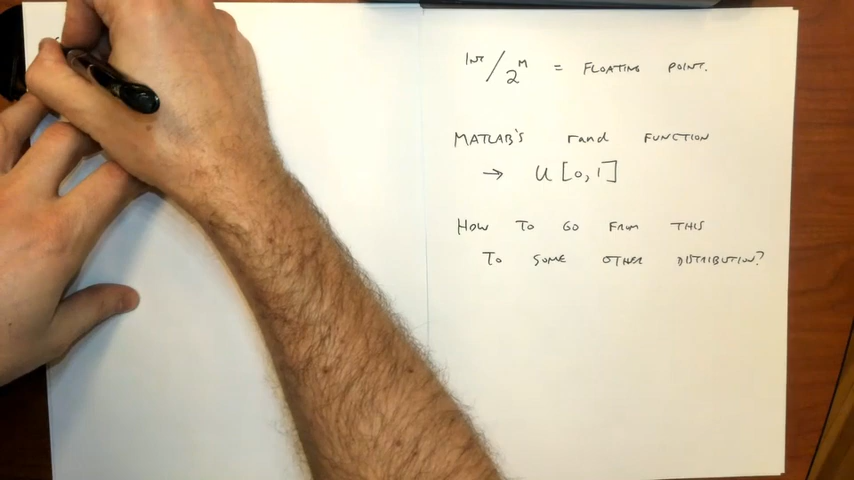 INT/2^M = FLOATING POINT.
MATLAB'S rand FUNCTION
→ U[0,1]
HOW TO GO FROM THIS
TO SOME OTHER DISTRIBUTION?